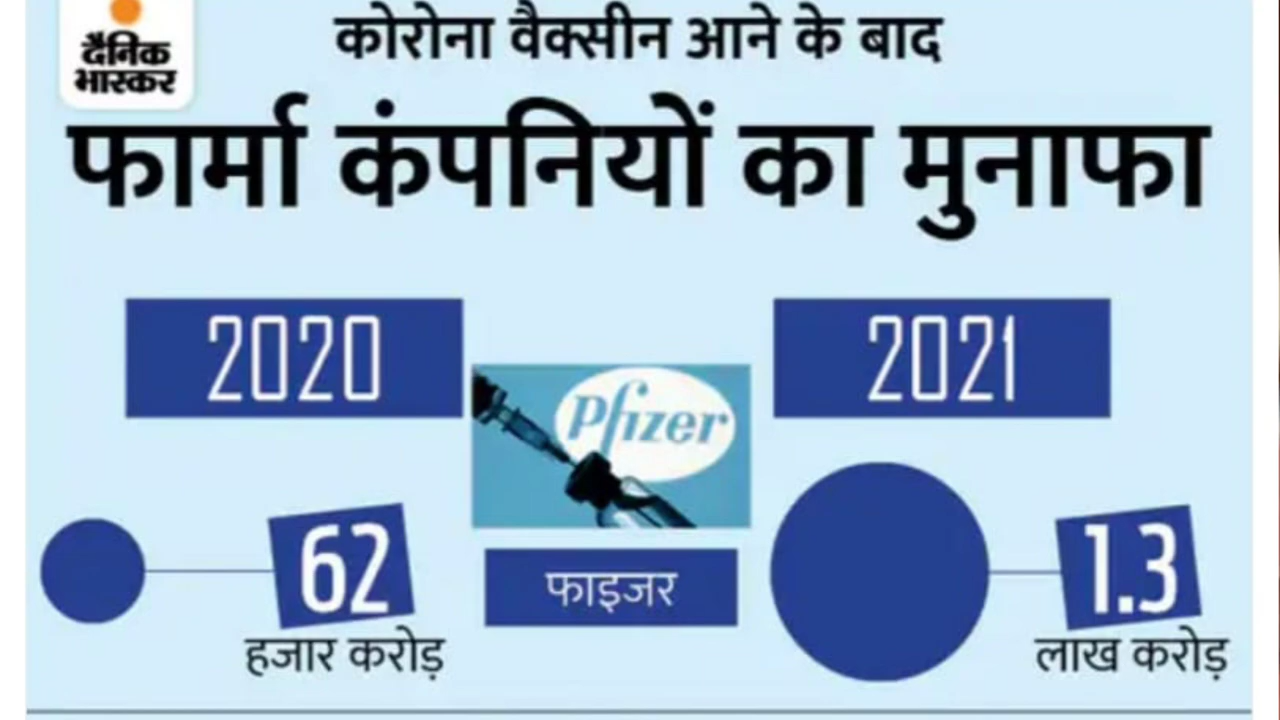 दैनिक
भास्कर
कोरोना वैक्सीन आने के बाद
फार्मा कंपनियों का मुनाफा
2020
2021
Pfizer
62
हजार करोड़
फाइजर
1.3
लाख करोड़